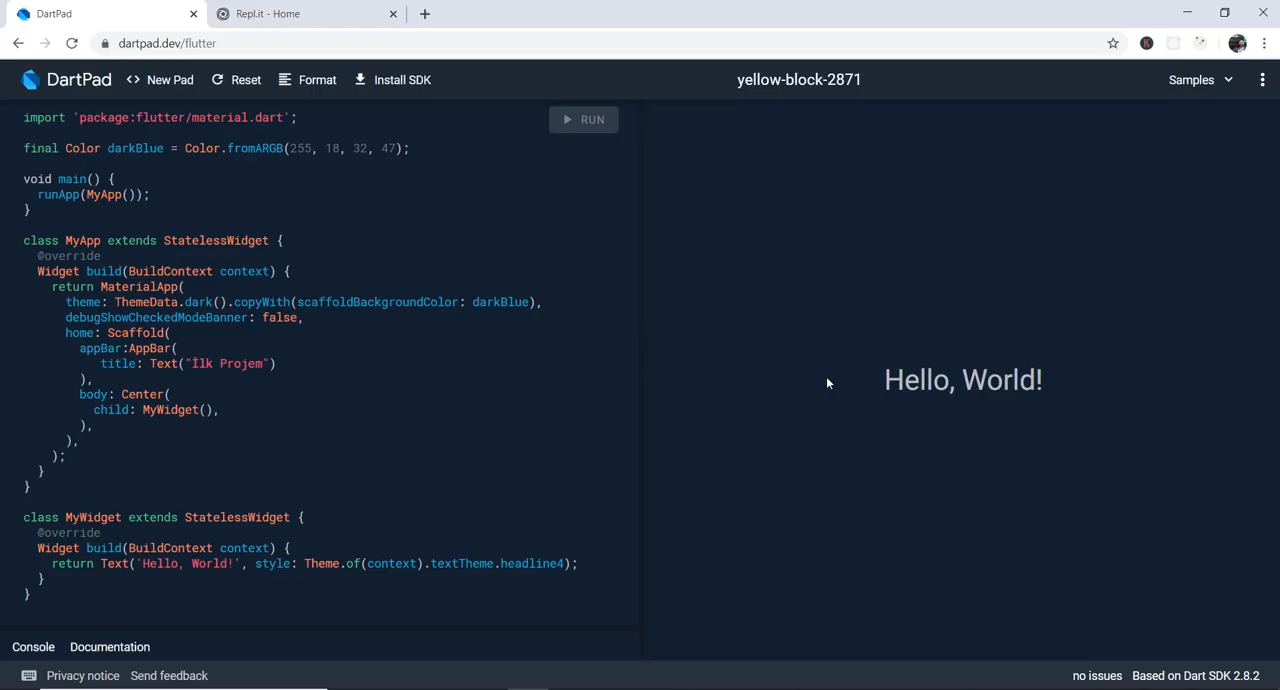 DartPad
Repl.it - Home
dartpad.dev/flutter
DartPad
<> New Pad
Reset
Format
Install SDK
yellow-block-2871
Samples
import 'package:flutter/material.dart';
RUN
final Color darkBlue = Color.fromARGB(255, 18, 32, 47);
void main() {
runApp(MyApp());
}
class MyApp extends StatelessWidget {
@override
Widget build(BuildContext context) {
return MaterialApp(
theme: ThemeData.dark().copyWith(scaffoldBackgroundColor: darkBlue),
debugShowCheckedModeBanner: false,
home: Scaffold(
appBar:AppBar(
title: Text("İlk Projem")
),
body: Center(
child: MyWidget(),
),
),
);
}
}
class MyWidget extends StatelessWidget {
@override
Widget build(BuildContext context) {
return Text('Hello, World!', style: Theme.of(context).textTheme.headline4);
}
}
Hello, World!
Console
Documentation
Privacy notice
Send feedback
no issues
Based on Dart SDK 2.8.2